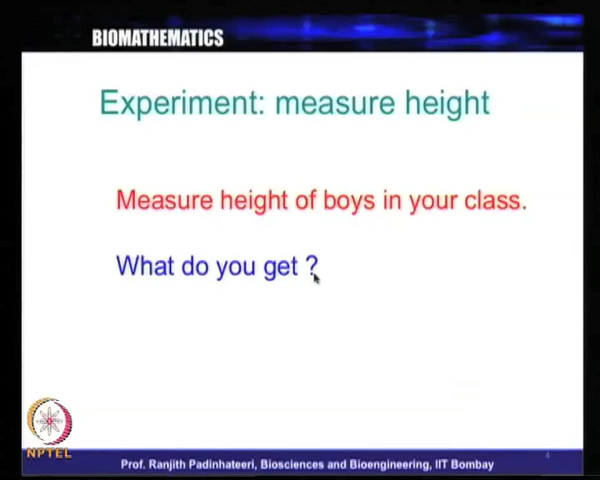 BIOMATHEMATICS
Experiment: measure height
Measure height of boys in your class.
What do you get ?
NPTEL
4
Prof. Ranjith Padinhateeri, Biosciences and Bioengineering, IIT Bombay